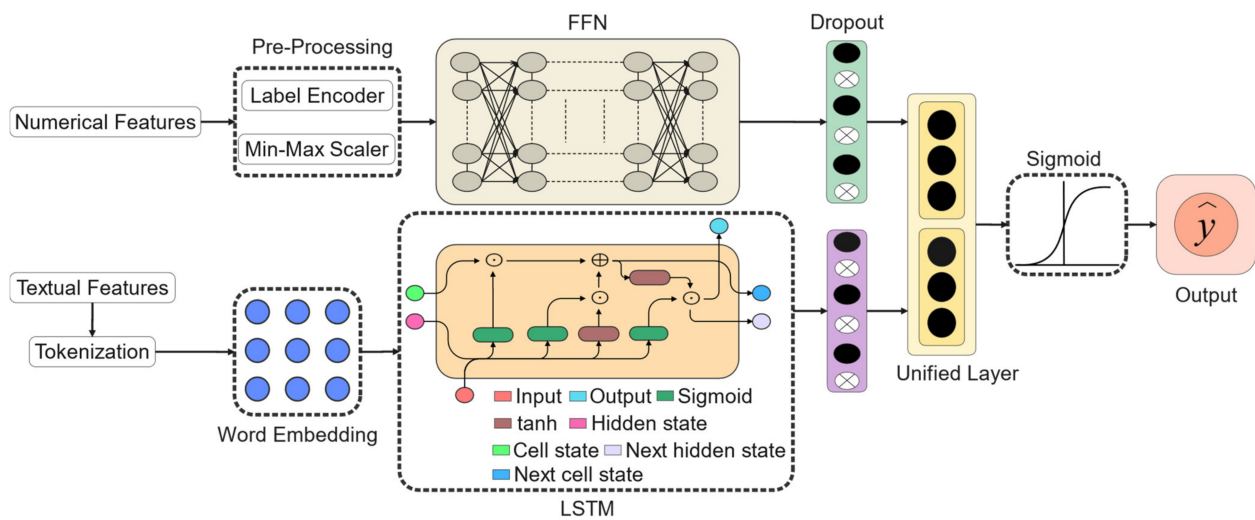 FFN
Dropout
Pre-Processing
Label Encoder
Numerical Features
Min-Max Scaler
Sigmoid
ŷ
Output
Textual Features
Tokenization
Word Embedding
Input Output Sigmoid
tanh Hidden state
Cell state Next hidden state
Next cell state
LSTM
Unified Layer